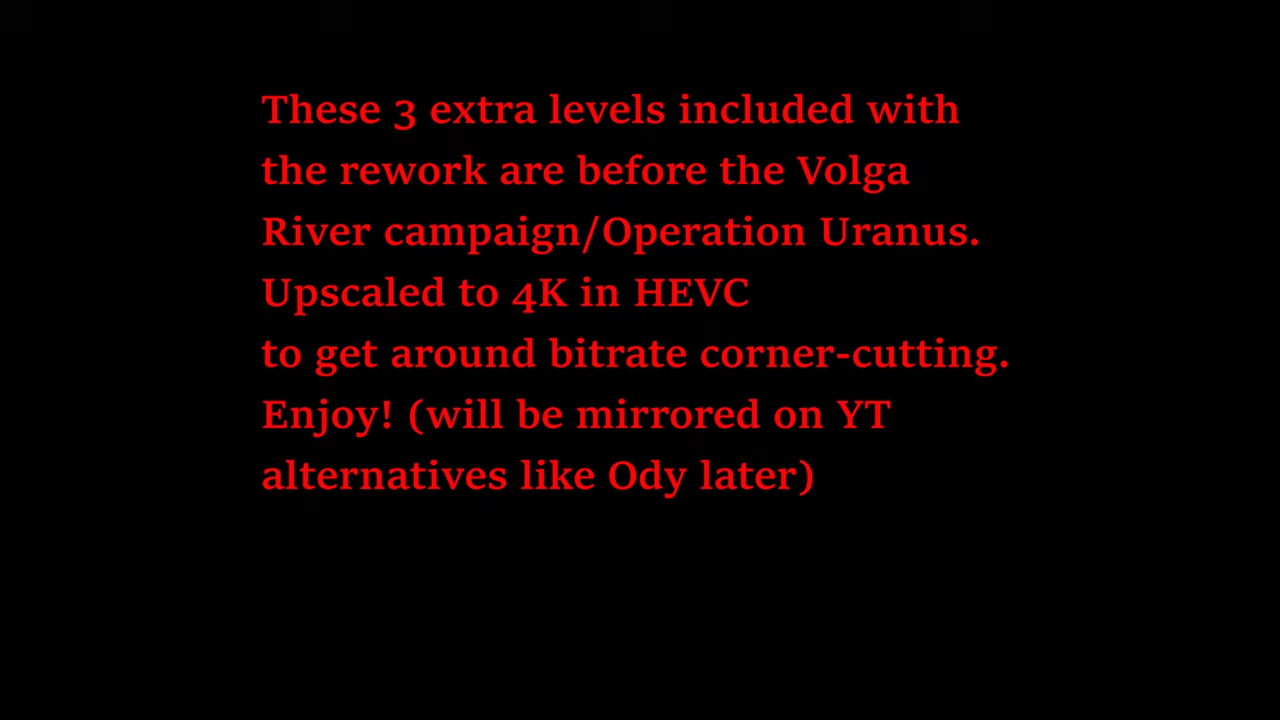 These 3 extra levels included with
the rework are before the Volga
River campaign/Operation Uranus.
Upscaled to 4K in HEVC
to get around bitrate corner-cutting.
Enjoy! (will be mirrored on YT
alternatives like Ody later)